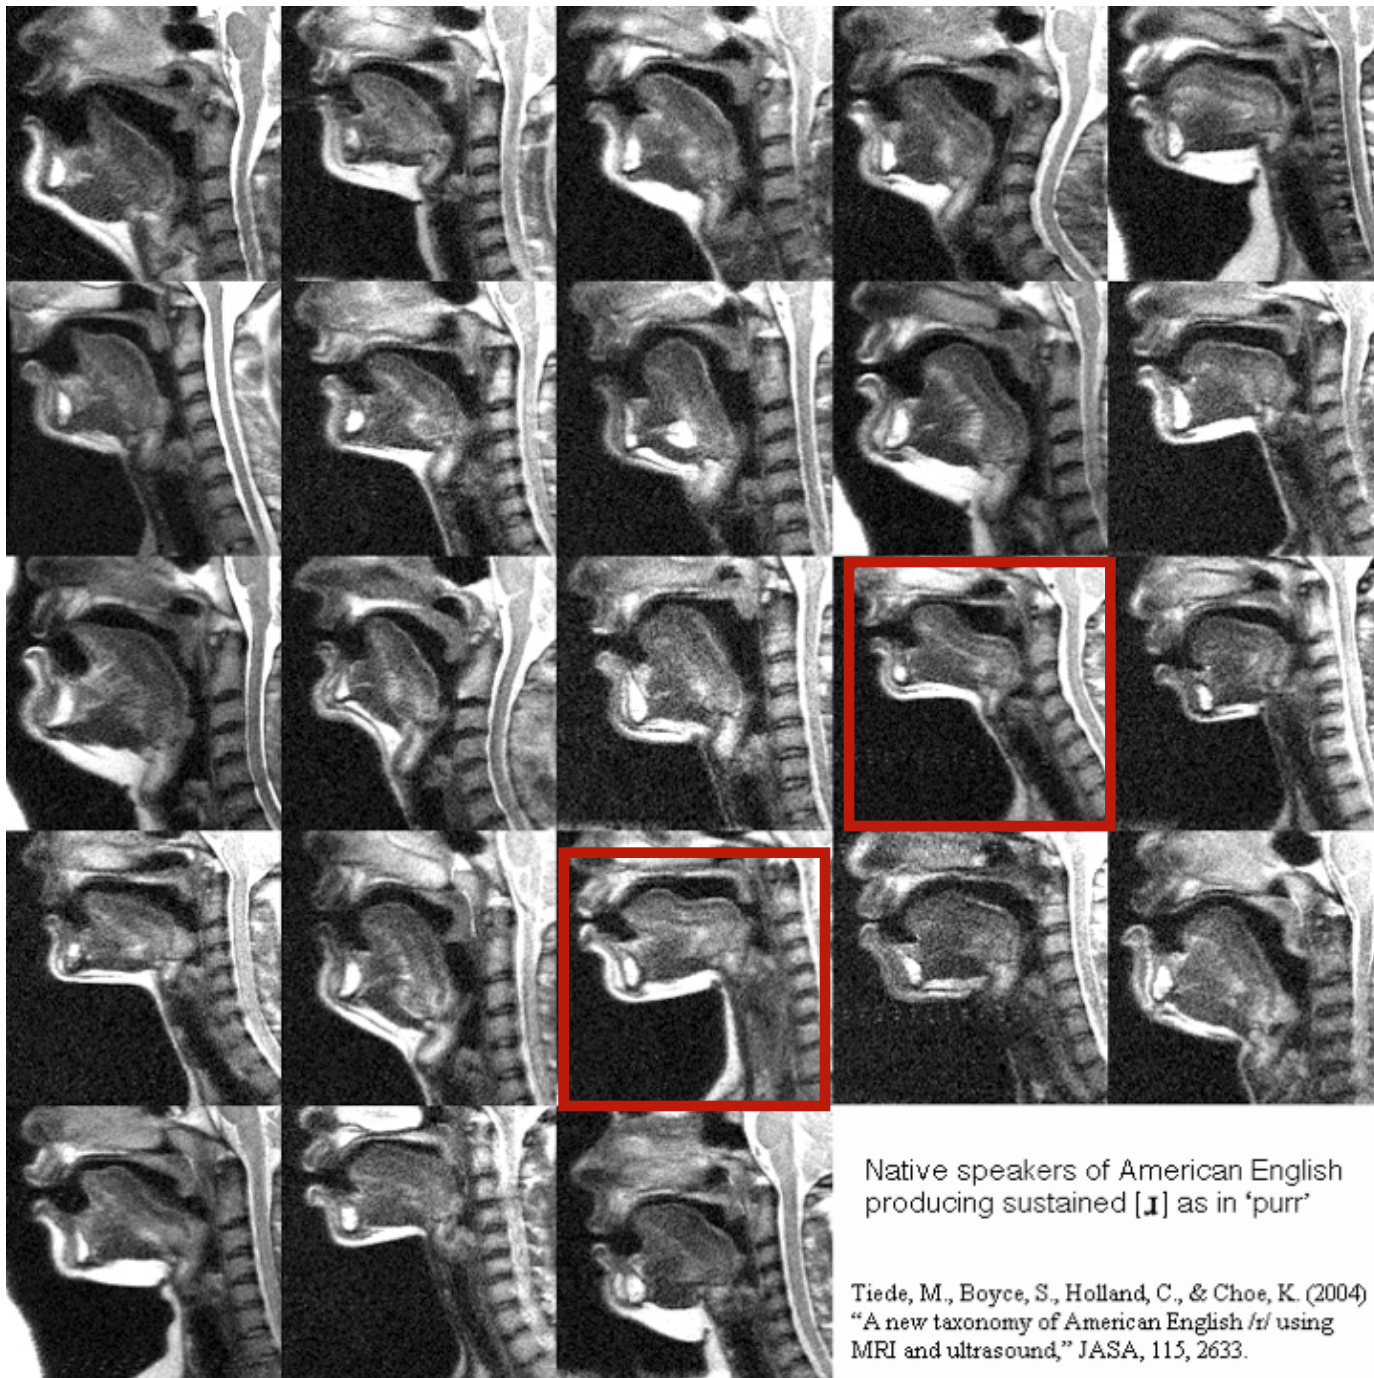 Native speakers of American English
producing sustained [ɹ] as in ‘purr’
Tiede, M., Boyce, S., Holland, C., & Choe, K. (2004)
“A new taxonomy of American English /r/ using
MRI and ultrasound,” JASA, 115, 2633.